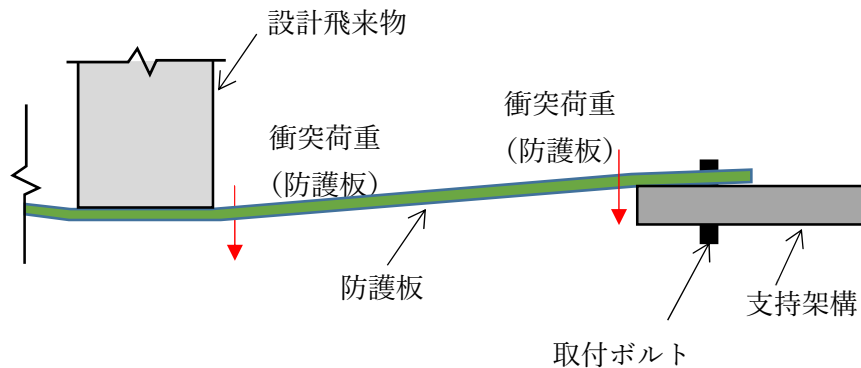 設計飛来物
衝突荷重
(防護板)
衝突荷重
(防護板)
防護板
支持架構
取付ボルト